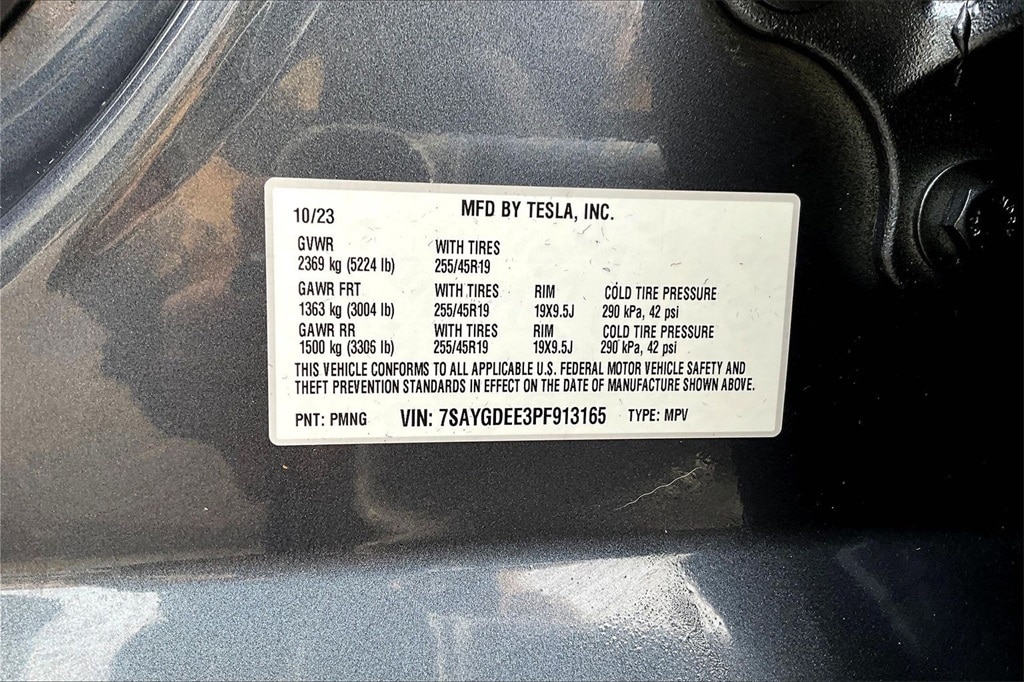 10/23 MFD BY TESLA, INC.
GVWR WITH TIRES
2369 kg (5224 lb) 255/45R19
GAWR FRT WITH TIRES RIM COLD TIRE PRESSURE
1363 kg (3004 lb) 255/45R19 19X9.5J 290 kPa, 42 psi
GAWR RR WITH TIRES RIM COLD TIRE PRESSURE
1500 kg (3306 lb) 255/45R19 19X9.5J 290 kPa, 42 psi
THIS VEHICLE CONFORMS TO ALL APPLICABLE U.S. FEDERAL MOTOR VEHICLE SAFETY AND
THEFT PREVENTION STANDARDS IN EFFECT ON THE DATE OF MANUFACTURE SHOWN ABOVE.
PNT: PMNG VIN: 7SAYGDEE3PF913165 TYPE: MPV